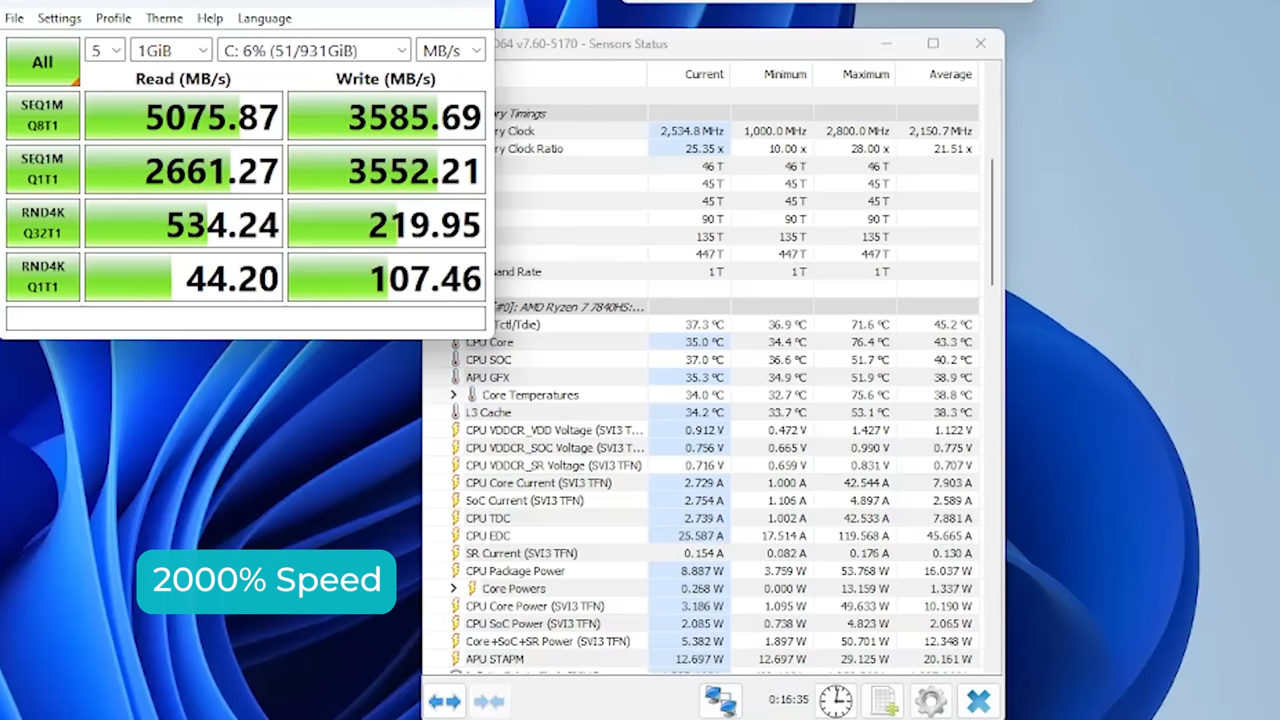 File Settings Profile Theme Help Language
All 5 1GiB C: 6% (51/931GiB) MB/s
Read (MB/s) Write (MB/s)
SEQ1M Q8T1 5075.87 3585.69
SEQ1M Q1T1 2661.27 3552.21
RND4K Q32T1 534.24 219.95
RND4K Q1T1 44.20 107.46
O64 v7.60-5170 - Sensors Status
Current Minimum Maximum Average
ry Timings
ry Clock 2,534.8 MHz 1,000.0 MHz 2,800.0 MHz 2,150.7 MHz
ry Clock Ratio 25.35 x 10.00 x 28.00 x 21.51 x
46 T 46 T 46 T
45 T 45 T 45 T
45 T 45 T 45 T
90 T 90 T 90 T
135 T 135 T 135 T
447 T 447 T 447 T
and Rate 1 T 1 T 1 T
[#0]: AMD Ryzen 7 7840HS:...
Tctl/Tdie) 37.3 °C 36.9 °C 71.6 °C 45.2 °C
CPU Core 35.0 °C 34.4 °C 76.4 °C 43.3 °C
CPU SOC 37.0 °C 36.6 °C 51.7 °C 40.2 °C
APU GFX 35.3 °C 34.9 °C 51.9 °C 38.9 °C
Core Temperatures 34.0 °C 32.7 °C 75.6 °C 38.8 °C
L3 Cache 34.2 °C 33.7 °C 53.1 °C 38.3 °C
CPU VDDCR_VDD Voltage (SVI3 T... 0.912 V 0.472 V 1.427 V 1.122 V
CPU VDDCR_SOC Voltage (SVI3 T... 0.756 V 0.665 V 0.990 V 0.775 V
CPU VDDCR_SR Voltage (SVI3 TFN) 0.716 V 0.659 V 0.831 V 0.707 V
CPU Core Current (SVI3 TFN) 2.729 A 1.000 A 42.544 A 7.903 A
SoC Current (SVI3 TFN) 2.754 A 1.106 A 4.897 A 2.589 A
CPU TDC 2.739 A 1.002 A 42.533 A 7.881 A
CPU EDC 25.587 A 17.514 A 119.568 A 45.665 A
SR Current (SVI3 TFN) 0.154 A 0.082 A 0.176 A 0.130 A
CPU Package Power 8.887 W 3.759 W 53.768 W 16.037 W
Core Powers 0.268 W 0.000 W 13.159 W 1.337 W
CPU Core Power (SVI3 TFN) 3.186 W 1.095 W 49.633 W 10.190 W
CPU SoC Power (SVI3 TFN) 2.085 W 0.738 W 4.823 W 2.065 W
Core+SoC+SR Power (SVI3 TFN) 5.382 W 1.897 W 50.701 W 12.348 W
APU STAPM 12.697 W 12.697 W 29.125 W 20.161 W
0:16:35
2000% Speed